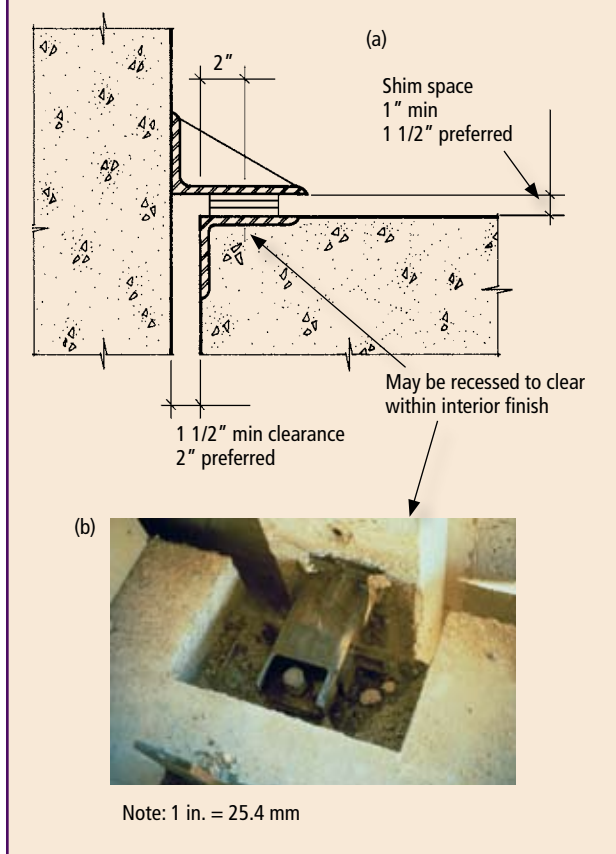 (a)
2”
Shim space
1” min
1 1/2” preferred
May be recessed to clear
within interior finish
1 1/2” min clearance
2” preferred
(b)
Note: 1 in. = 25.4 mm